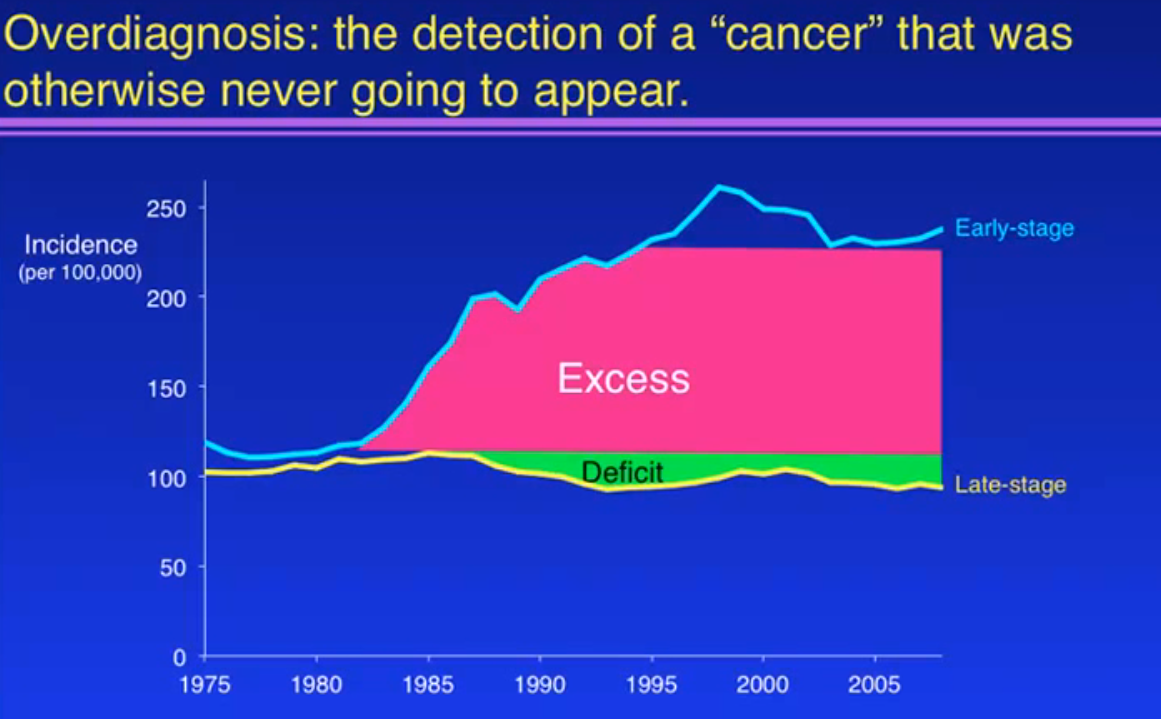 Overdiagnosis: the detection of a “cancer” that was
otherwise never going to appear.
250
Early-stage
Incidence
(per 100,000)
200
150
Excess
100
Deficit
Late-stage
50
0
1975 1980 1985 1990 1995 2000 2005